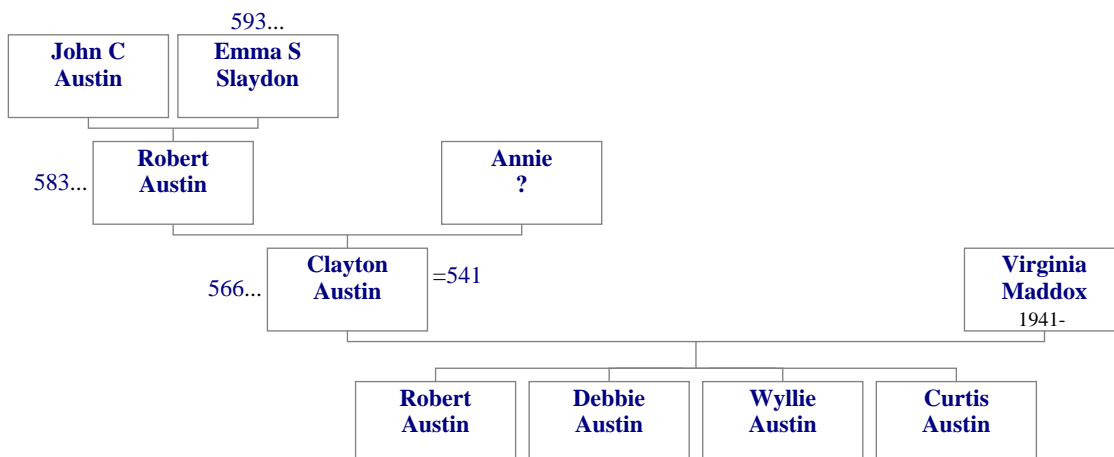 593...
John C
Austin
Emma S
Slaydon
583...
Robert
Austin
Annie
?
566...
Clayton
Austin
=541
Virginia
Maddox
1941-
Robert
Austin
Debbie
Austin
Wyllie
Austin
Curtis
Austin